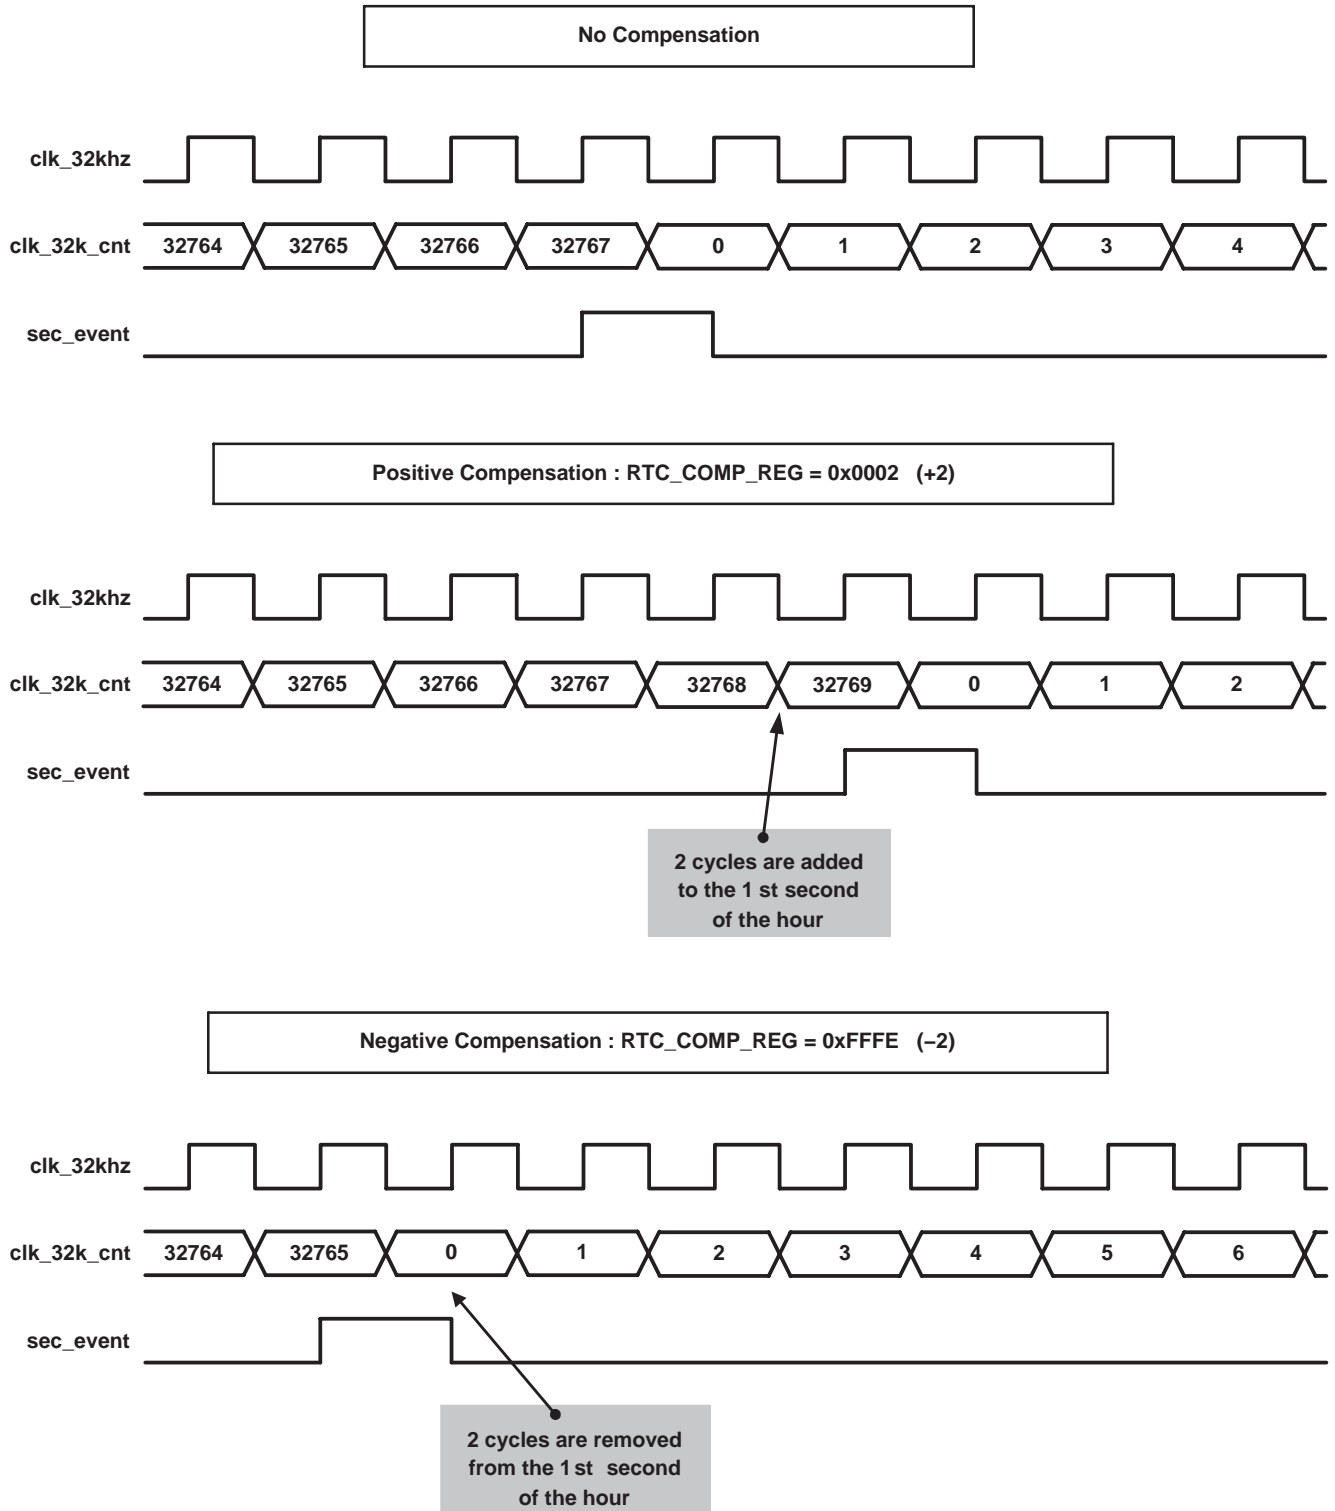 No Compensation
clk_32khz
clk_32k_cnt 32764 32765 32766 32767 0 1 2 3 4
sec_event
Positive Compensation : RTC_COMP_REG = 0x0002 (+2)
clk_32khz
clk_32k_cnt 32764 32765 32766 32767 32768 32769 0 1 2
sec_event
2 cycles are added
to the 1 st second
of the hour
Negative Compensation : RTC_COMP_REG = 0xFFFE (−2)
clk_32khz
clk_32k_cnt 32764 32765 0 1 2 3 4 5 6
sec_event
2 cycles are removed
from the 1 st second
of the hour